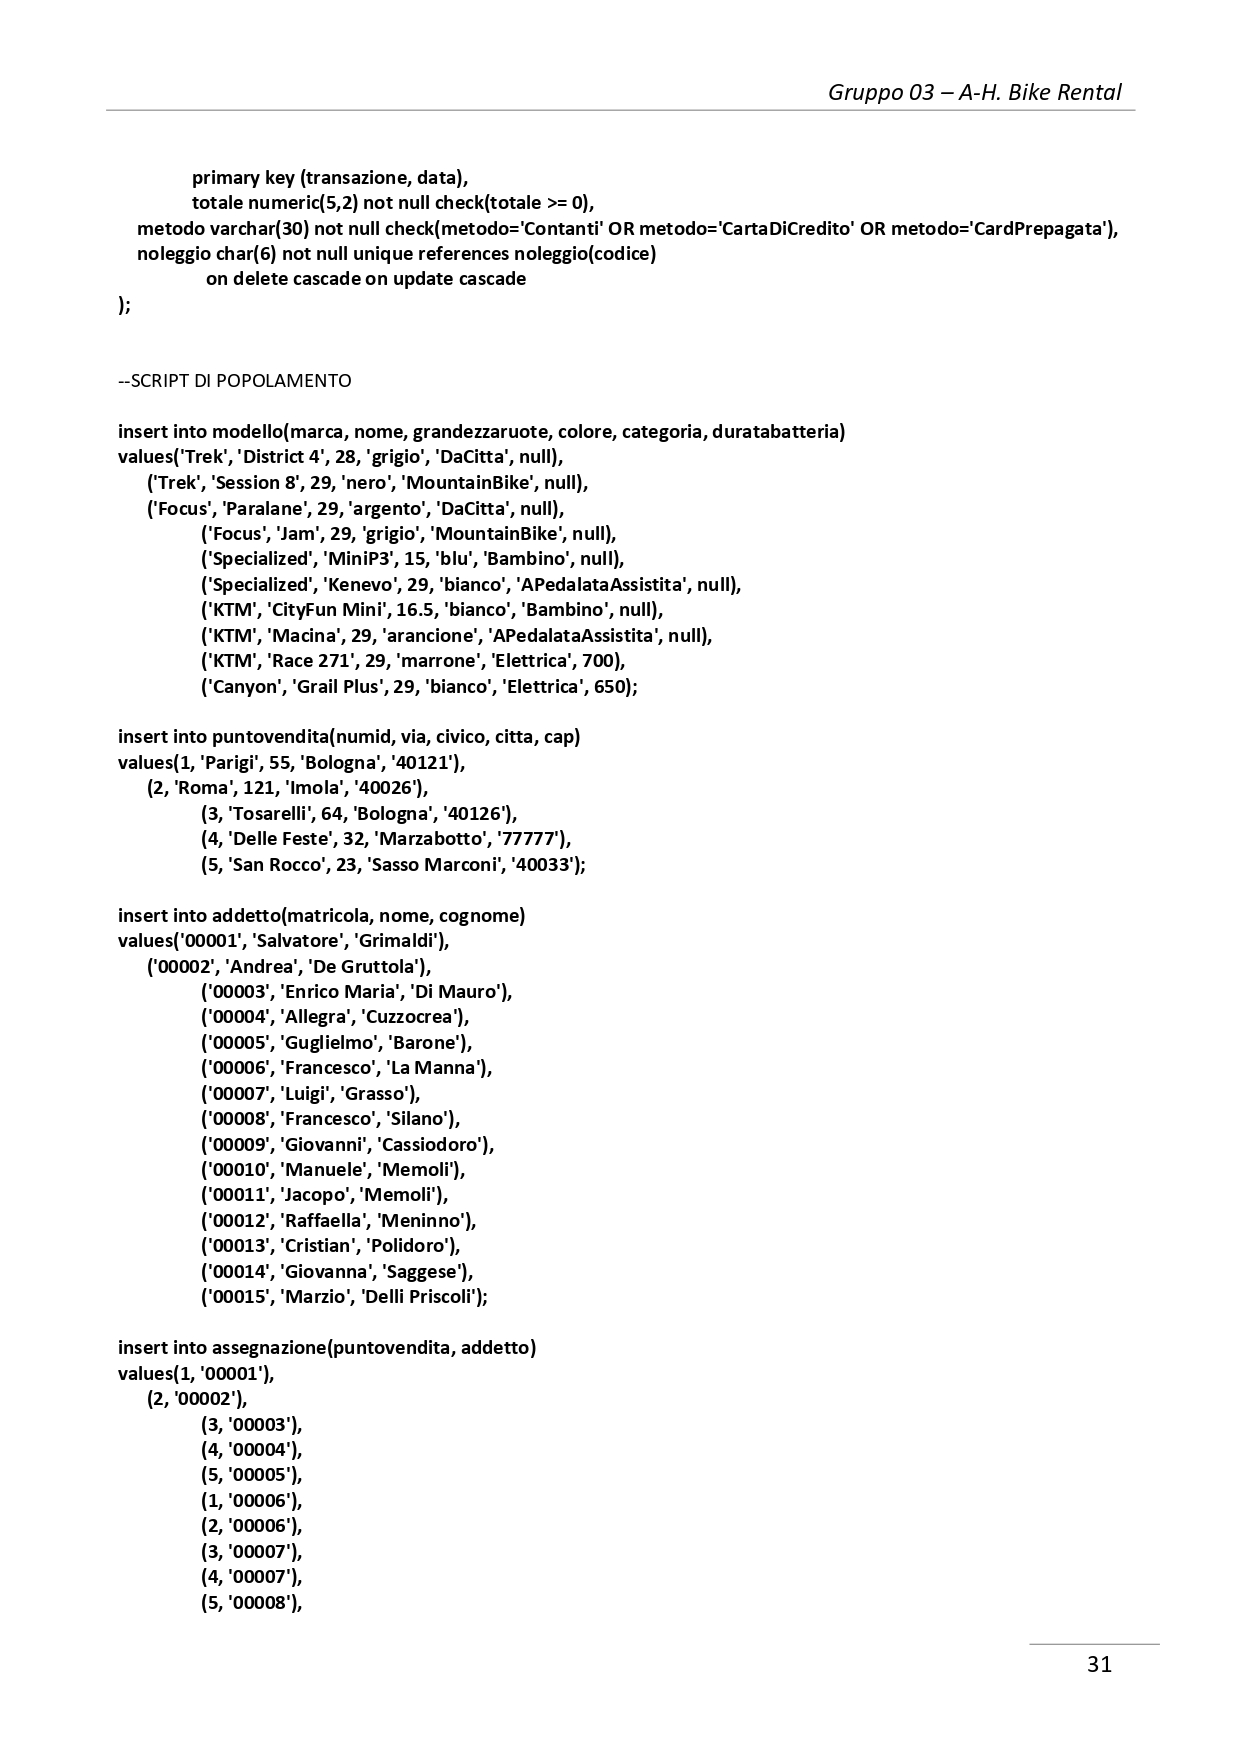 Gruppo 03 – A-H. Bike Rental
primary key (transazione, data),
totale numeric(5,2) not null check(totale >= 0),
metodo varchar(30) not null check(metodo='Contanti' OR metodo='CartaDiCredito' OR metodo='CardPrepagata'),
noleggio char(6) not null unique references noleggio(codice)
on delete cascade on update cascade
);
--SCRIPT DI POPOLAMENTO
insert into modello(marca, nome, grandezzaruote, colore, categoria, duratabatteria)
values('Trek', 'District 4', 28, 'grigio', 'DaCitta', null),
('Trek', 'Session 8', 29, 'nero', 'MountainBike', null),
('Focus', 'Paralane', 29, 'argento', 'DaCitta', null),
('Focus', 'Jam', 29, 'grigio', 'MountainBike', null),
('Specialized', 'MiniP3', 15, 'blu', 'Bambino', null),
('Specialized', 'Kenevo', 29, 'bianco', 'APedalataAssistita', null),
('KTM', 'CityFun Mini', 16.5, 'bianco', 'Bambino', null),
('KTM', 'Macina', 29, 'arancione', 'APedalataAssistita', null),
('KTM', 'Race 271', 29, 'marrone', 'Elettrica', 700),
('Canyon', 'Grail Plus', 29, 'bianco', 'Elettrica', 650);
insert into puntovendita(numid, via, civico, citta, cap)
values(1, 'Parigi', 55, 'Bologna', '40121'),
(2, 'Roma', 121, 'Imola', '40026'),
(3, 'Tosarelli', 64, 'Bologna', '40126'),
(4, 'Delle Feste', 32, 'Marzabotto', '77777'),
(5, 'San Rocco', 23, 'Sasso Marconi', '40033');
insert into addetto(matricola, nome, cognome)
values('00001', 'Salvatore', 'Grimaldi'),
('00002', 'Andrea', 'De Gruttola'),
('00003', 'Enrico Maria', 'Di Mauro'),
('00004', 'Allegra', 'Cuzzocrea'),
('00005', 'Guglielmo', 'Barone'),
('00006', 'Francesco', 'La Manna'),
('00007', 'Luigi', 'Grasso'),
('00008', 'Francesco', 'Silano'),
('00009', 'Giovanni', 'Cassiodoro'),
('00010', 'Manuele', 'Memoli'),
('00011', 'Jacopo', 'Memoli'),
('00012', 'Raffaella', 'Meninno'),
('00013', 'Cristian', 'Polidoro'),
('00014', 'Giovanna', 'Saggese'),
('00015', 'Marzio', 'Delli Priscoli');
insert into assegnazione(puntovendita, addetto)
values(1, '00001'),
(2, '00002'),
(3, '00003'),
(4, '00004'),
(5, '00005'),
(1, '00006'),
(2, '00006'),
(3, '00007'),
(4, '00007'),
(5, '00008'),
31